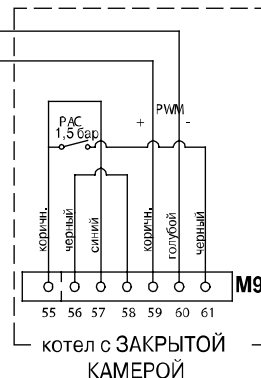 PWM
РАС
1,5 бар
+ -
коричн.
черный
синий
коричн.
голубой
черный
M9
55 56 57 58 59 60 61
котел с ЗАКРЫТОЙ
КАМЕРОЙ